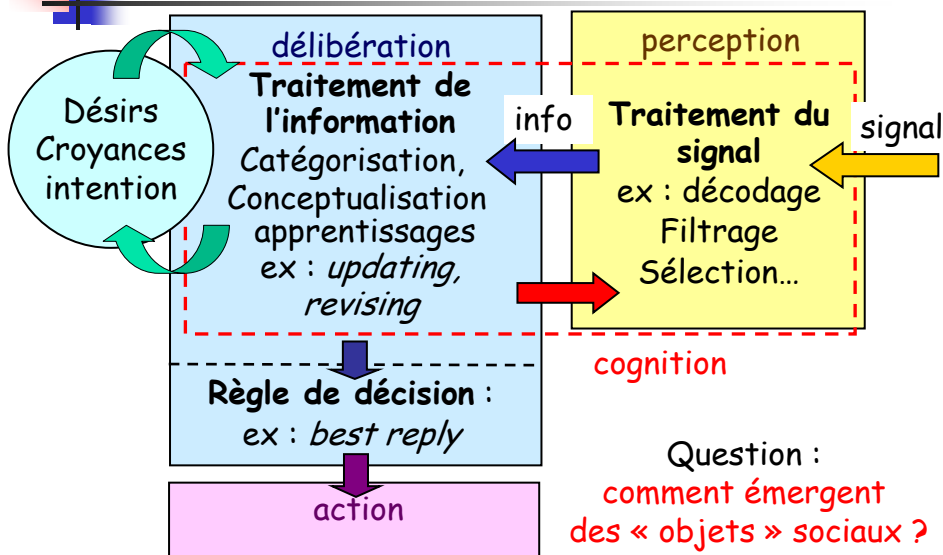 Désirs
Croyances
intention
délibération
Traitement de
l'information
Catégorisation,
Conceptualisation
apprentissages
ex : updating,
revising
info
perception
Traitement du
signal
ex : décodage
Filtrage
Sélection…
signal
cognition
Règle de décision :
ex : best reply
action
Question :
comment émergent
des « objets » sociaux ?